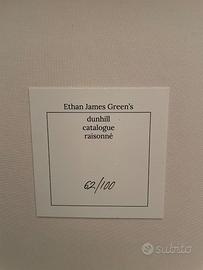 Ethan James Green's
dunhill
catalogue
raisonné
62/100
subito